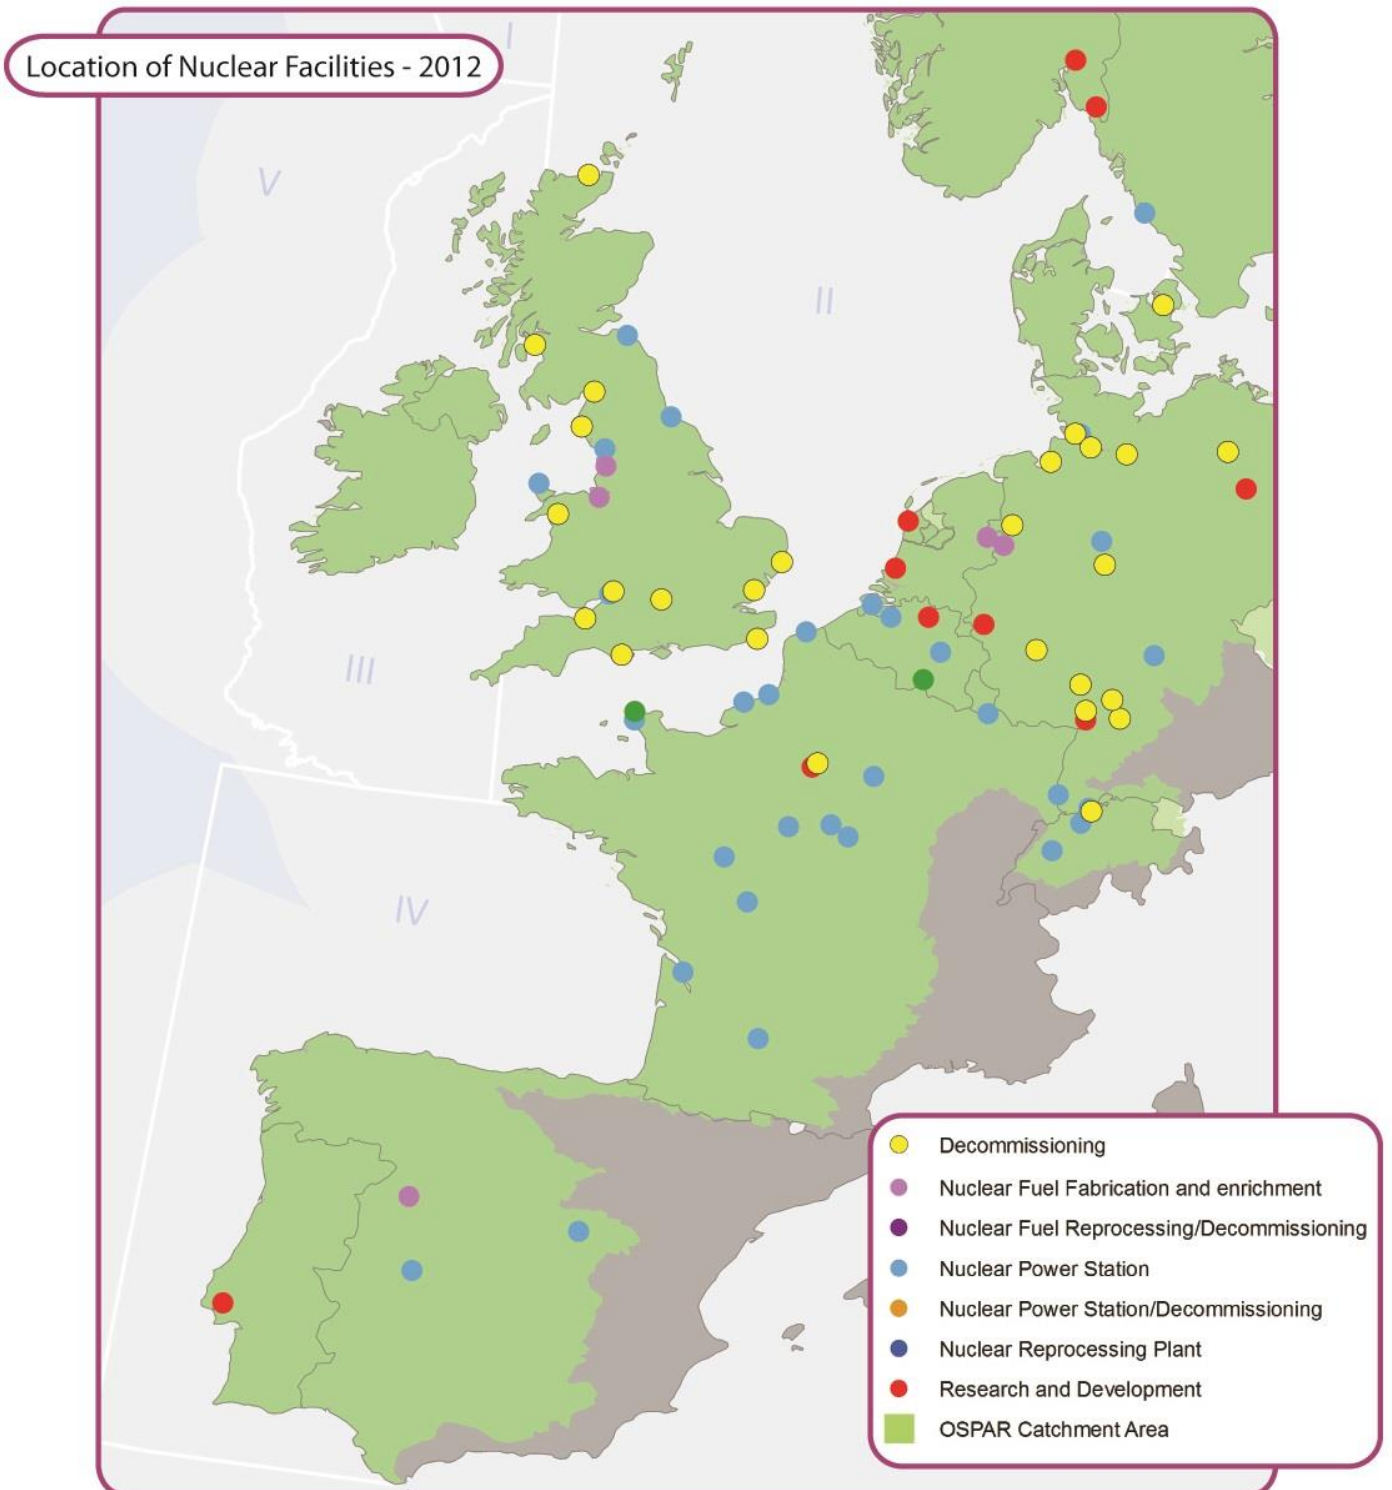 Location of Nuclear Facilities - 2012
I
V
II
III
IV
Decommissioning
Nuclear Fuel Fabrication and enrichment
Nuclear Fuel Reprocessing/Decommissioning
Nuclear Power Station
Nuclear Power Station/Decommissioning
Nuclear Reprocessing Plant
Research and Development
OSPAR Catchment Area